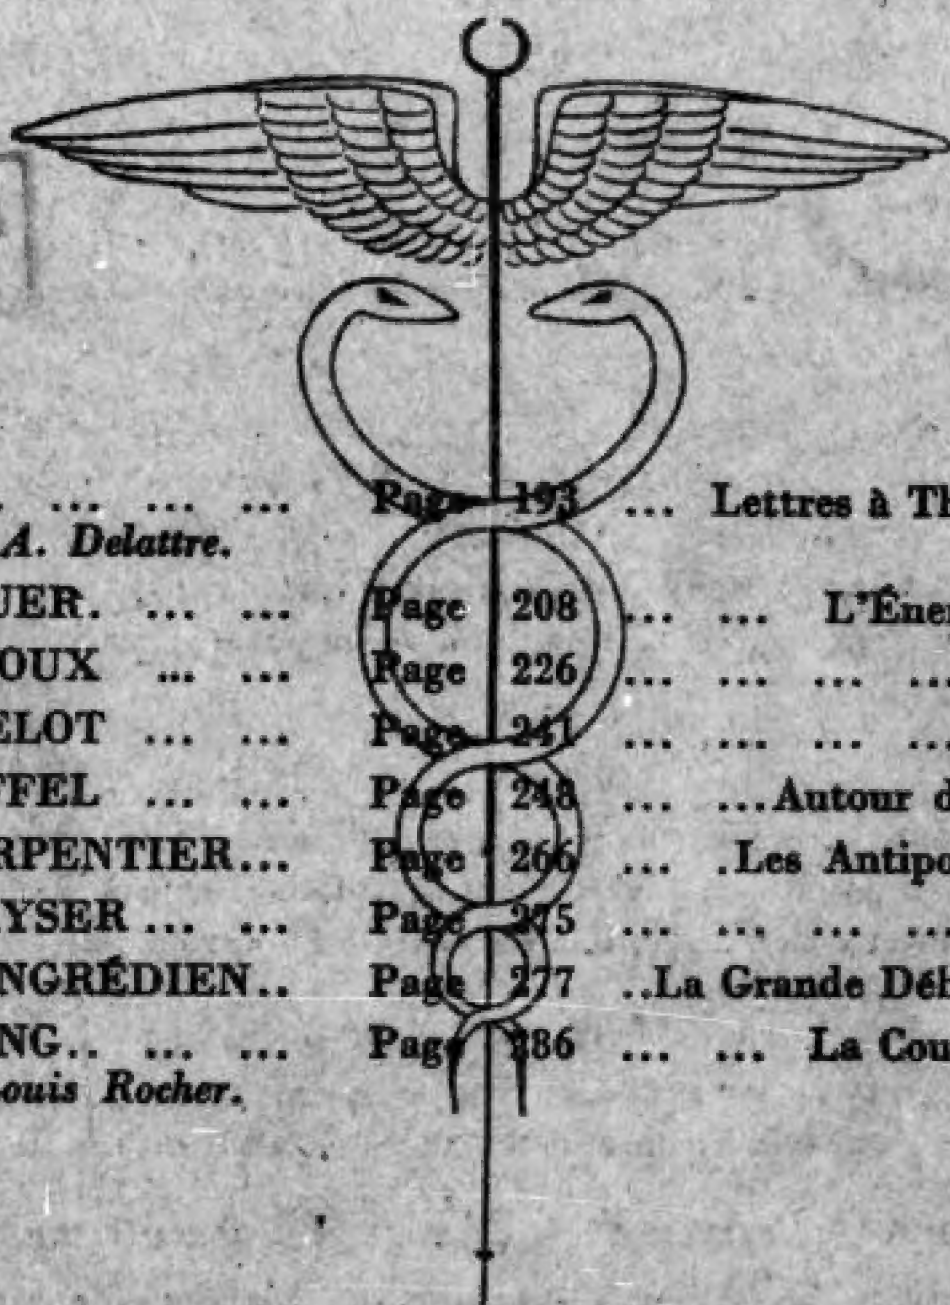 ... ... ... ... Page 193 ... Lettres à Th
A. Delattre.
UER. ... ... Page 208 ... ... L'Éner
OUX ... ... Page 226 ... ... ... ...
ELOT ... ... Page 241 ... ... ... ...
FFEL ... ... Page 248 ... ...Autour d
RPENTIER... Page 266 ... .Les Antipo
YSER ... ... Page 275 ... ... ... ...
NGRÉDIEN.. Page 277 ..La Grande Déb
NG.. ... ... Page 286 ... ... La Cou
Louis Rocher.